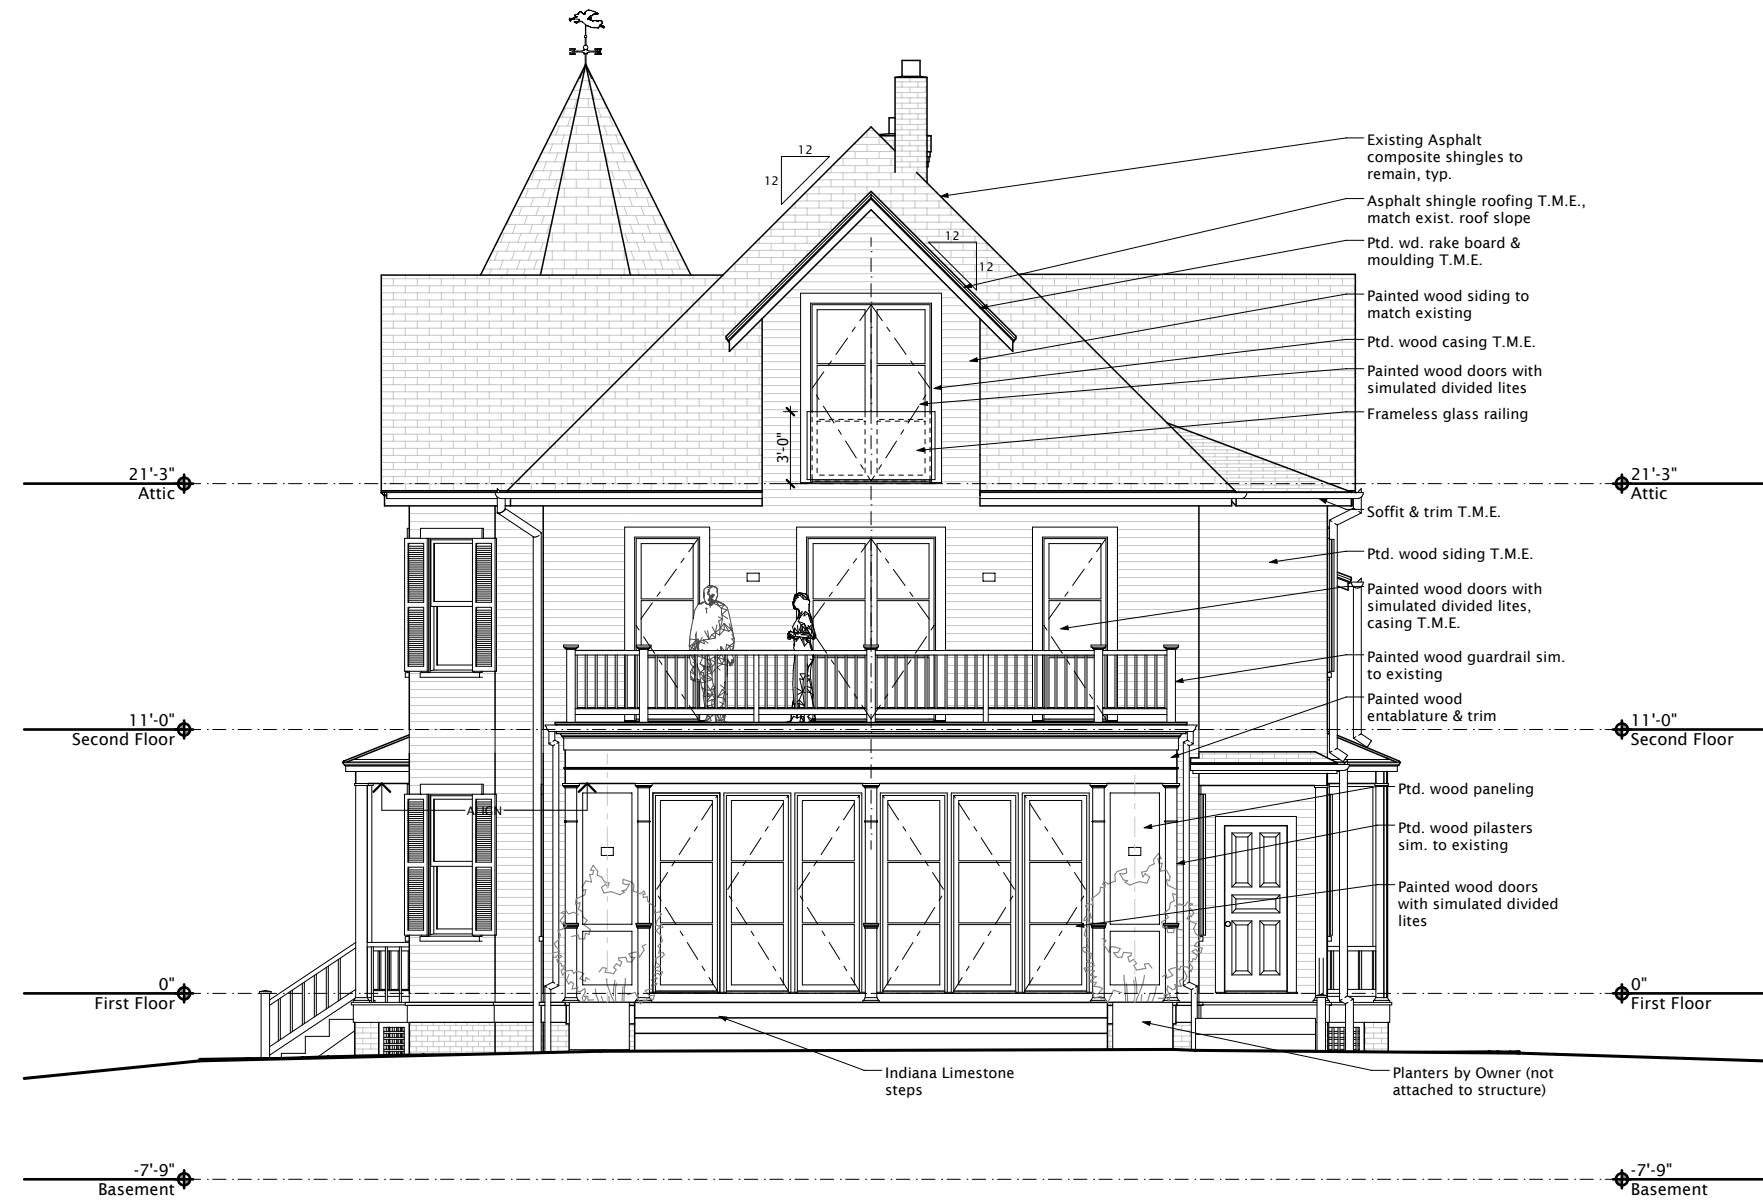 12
12
Existing Asphalt
composite shingles to
remain, typ.
Asphalt shingle roofing T.M.E.,
match exist. roof slope
12
12
Ptd. wd. rake board &
moulding T.M.E.
Painted wood siding to
match existing
Ptd. wood casing T.M.E.
Painted wood doors with
simulated divided lites
Frameless glass railing
3'-0"
21'-3"
Attic
21'-3"
Attic
Soffit & trim T.M.E.
Ptd. wood siding T.M.E.
Painted wood doors with
simulated divided lites,
casing T.M.E.
Painted wood guardrail sim.
to existing
Painted wood
entablature & trim
11'-0"
Second Floor
11'-0"
Second Floor
ALIGN
Ptd. wood paneling
Ptd. wood pilasters
sim. to existing
Painted wood doors
with simulated divided
lites
0"
First Floor
0"
First Floor
Indiana Limestone
steps
Planters by Owner (not
attached to structure)
-7'-9"
Basement
-7'-9"
Basement